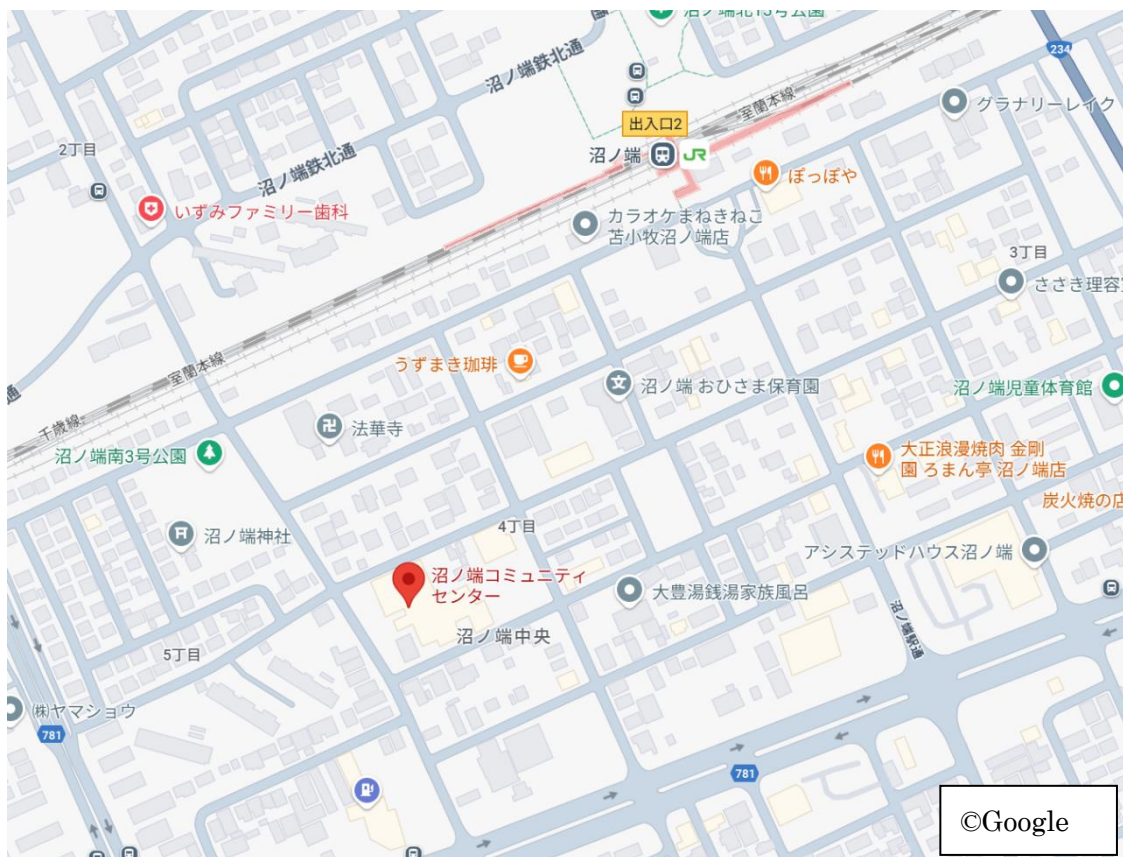 沼ノ端北15号公園
沼ノ端鉄北通
234
室蘭本線
グラナリーレイク
出入口2
沼ノ端
JR
2丁目
沼ノ端鉄北通
ぽっぽや
いずみファミリー歯科
カラオケまねきねこ
苫小牧沼ノ端店
3丁目
ささき理容室
室蘭本線
うずまき珈琲
沼ノ端 おひさま保育園
沼ノ端児童体育館
通
千歳線
法華寺
沼ノ端南3号公園
大正浪漫焼肉 金剛
園 ろまん亭 沼ノ端店
炭火焼の店
4丁目
沼ノ端神社
アシステッドハウス沼ノ端
沼ノ端コミュニティ
センター
大豊湯銭湯家族風呂
沼ノ端中央
沼ノ端駅通
5丁目
㈱ヤマショウ
781
781
©Google